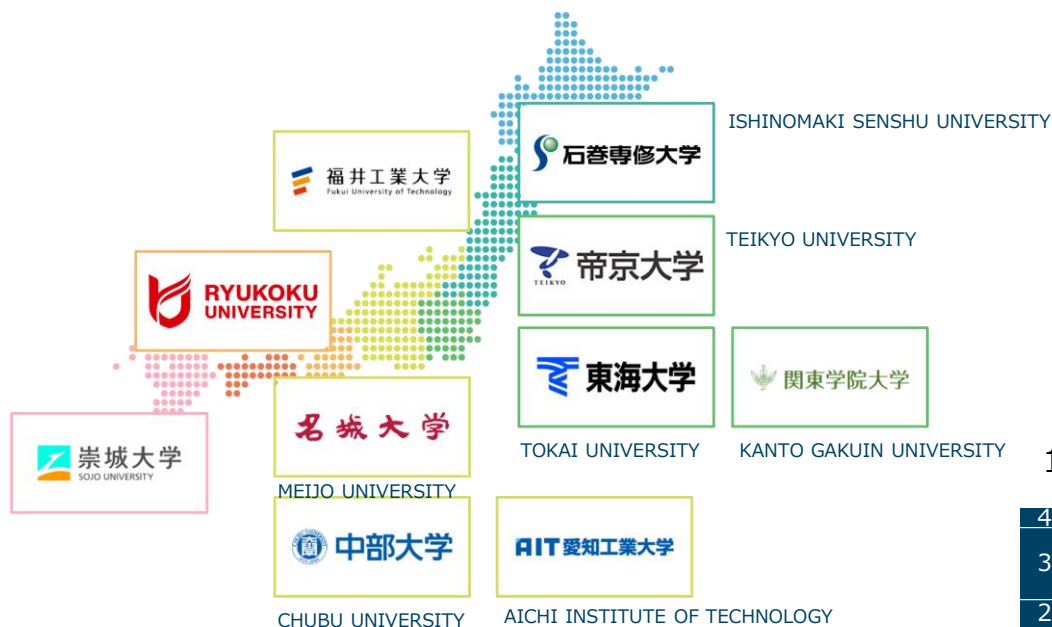 ISHINOMAKI SENSHU UNIVERSITY
石巻専修大学
福井工業大学
Fukui University of Technology
TEIKYO UNIVERSITY
帝京大学
TEIKYO
RYUKOKU
UNIVERSITY
東海大学
関東学院大学
名城大学
崇城大学
SOJO UNIVERSITY
TOKAI UNIVERSITY
KANTO GAKUIN UNIVERSITY
MEIJO UNIVERSITY
1
4
3
2
中部大学
AIT 愛知工業大学
CHUBU UNIVERSITY
AICHI INSTITUTE OF TECHNOLOGY